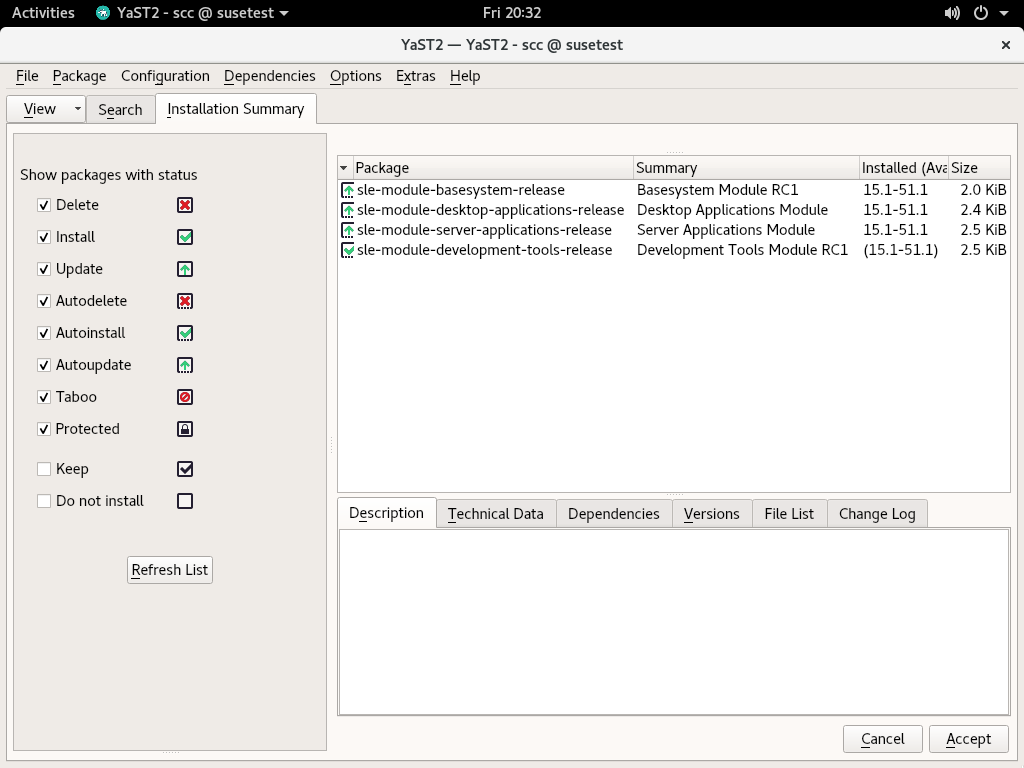 Activities YaST2 - scc @ susetest Fri 20:32
YaST2 — YaST2 - scc @ susetest
File Package Configuration Dependencies Options Extras Help
View Search Installation Summary
Show packages with status
Delete
Install
Update
Autodelete
Autoinstall
Autoupdate
Taboo
Protected
Keep
Do not install
Refresh List
Package Summary Installed (Ava Size
sle-module-basesystem-release Basesystem Module RC1 15.1-51.1 2.0 KiB
sle-module-desktop-applications-release Desktop Applications Module 15.1-51.1 2.4 KiB
sle-module-server-applications-release Server Applications Module 15.1-51.1 2.5 KiB
sle-module-development-tools-release Development Tools Module RC1 (15.1-51.1) 2.5 KiB
Description Technical Data Dependencies Versions File List Change Log
Cancel Accept